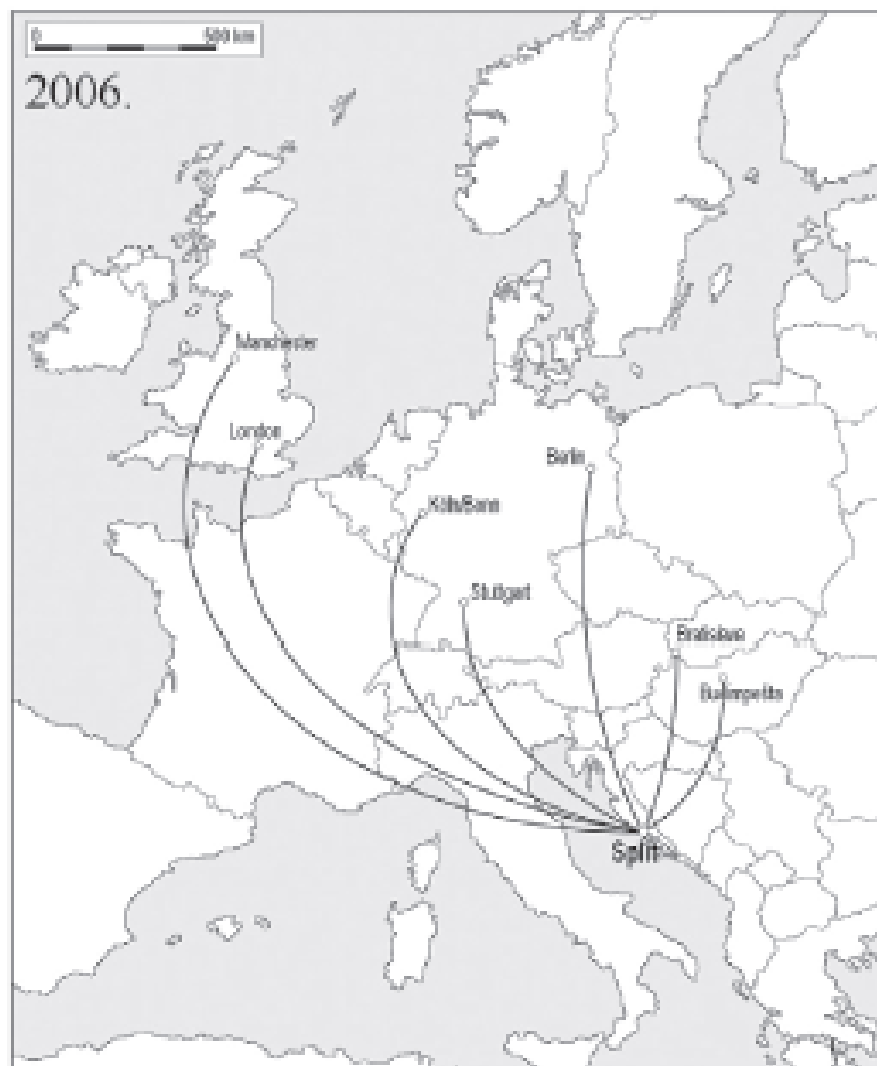 0 500 km
2006.
Manchester
London
Berlin
Köln/Bonn
Stuttgart
Bratislava
Split